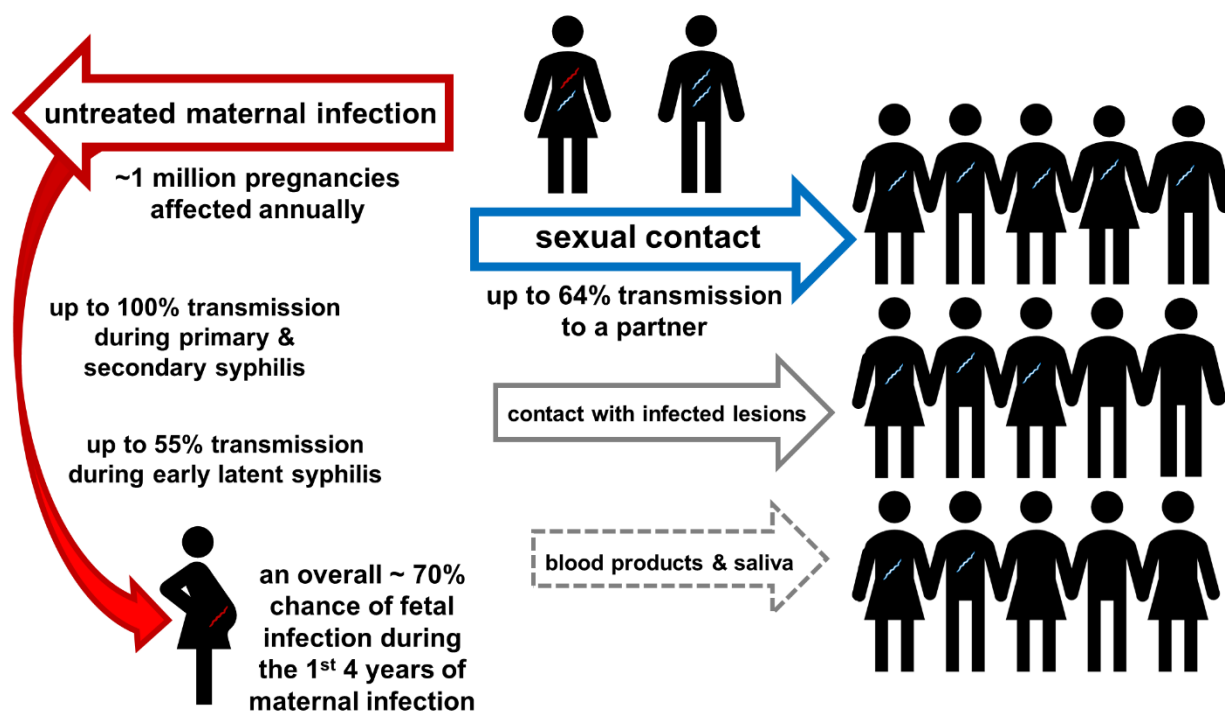 untreated maternal infection
~1 million pregnancies
affected annually
up to 100% transmission
during primary &
secondary syphilis
up to 55% transmission
during early latent syphilis
an overall ~ 70%
chance of fetal
infection during
the 1st 4 years of
maternal infection
sexual contact
up to 64% transmission
to a partner
contact with infected lesions
blood products & saliva